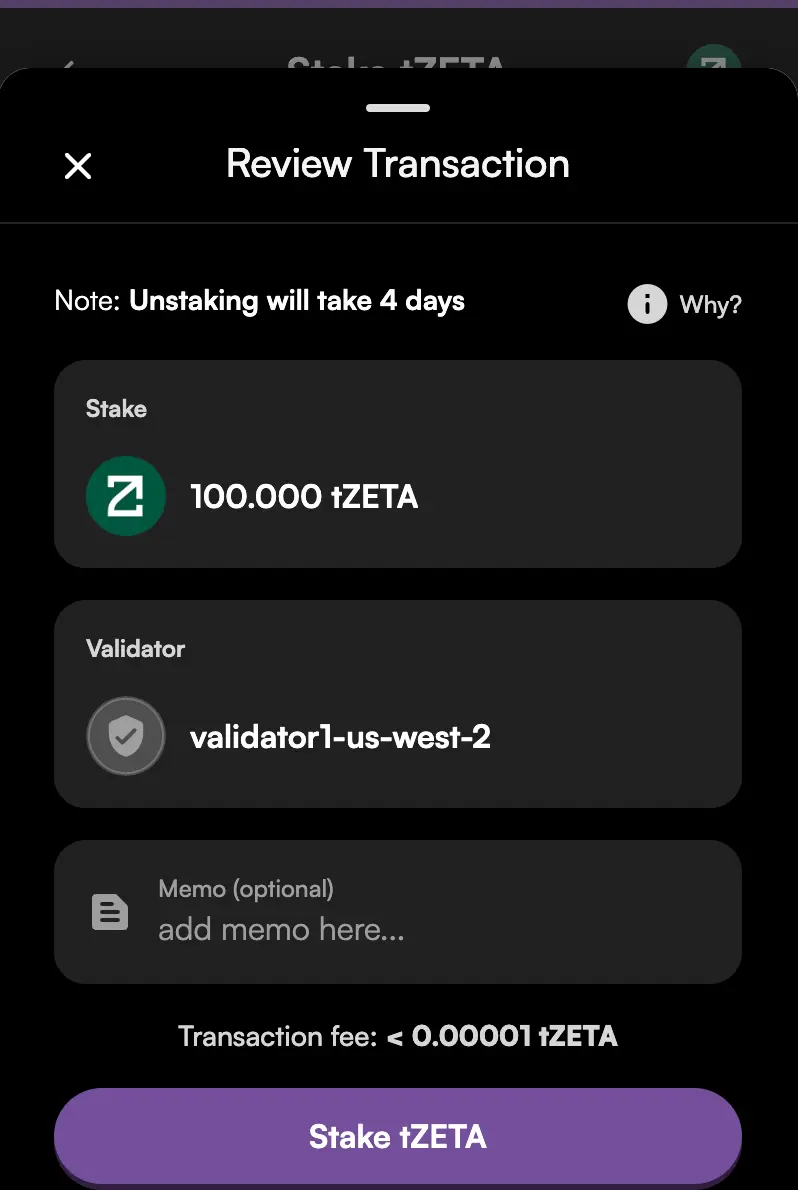 Stake tZETA
Review Transaction
Note: Unstaking will take 4 days
Why?
Stake
100.000 tZETA
Validator
validator1-us-west-2
Memo (optional)
add memo here...
Transaction fee: < 0.00001 tZETA
Stake tZETA